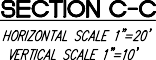 SECTION C-C
HORIZONTAL SCALE 1"=20'
VERTICAL SCALE 1"=10'